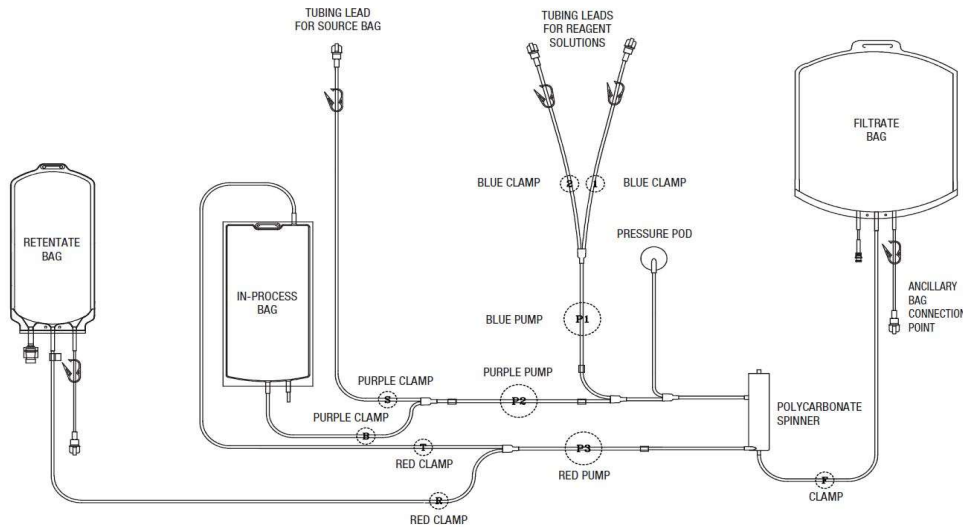 TUBING LEAD
FOR SOURCE BAG
TUBING LEADS
FOR REAGENT
SOLUTIONS
FILTRATE
BAG
BLUE CLAMP
2
1
BLUE CLAMP
RETENTATE
BAG
PRESSURE POD
IN-PROCESS
BAG
ANCILLARY
BAG
CONNECTION
POINT
BLUE PUMP
P1
PURPLE CLAMP
PURPLE PUMP
S
P2
PURPLE CLAMP
POLYCARBONATE
SPINNER
B
T
P3
RED CLAMP
RED PUMP
F
CLAMP
R
RED CLAMP